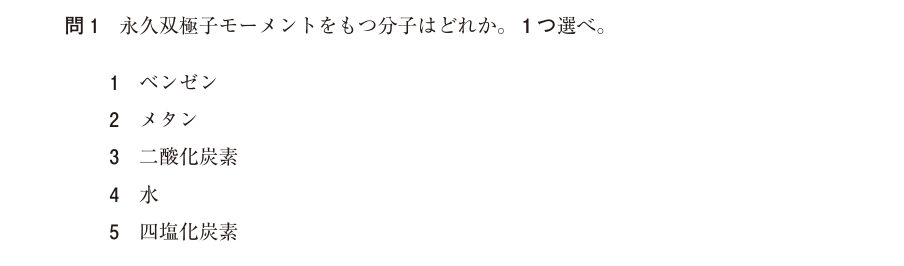 問1 永久双極子モーメントをもつ分子はどれか。1つ選べ。
1 ベンゼン
2 メタン
3 二酸化炭素
4 水
5 四塩化炭素